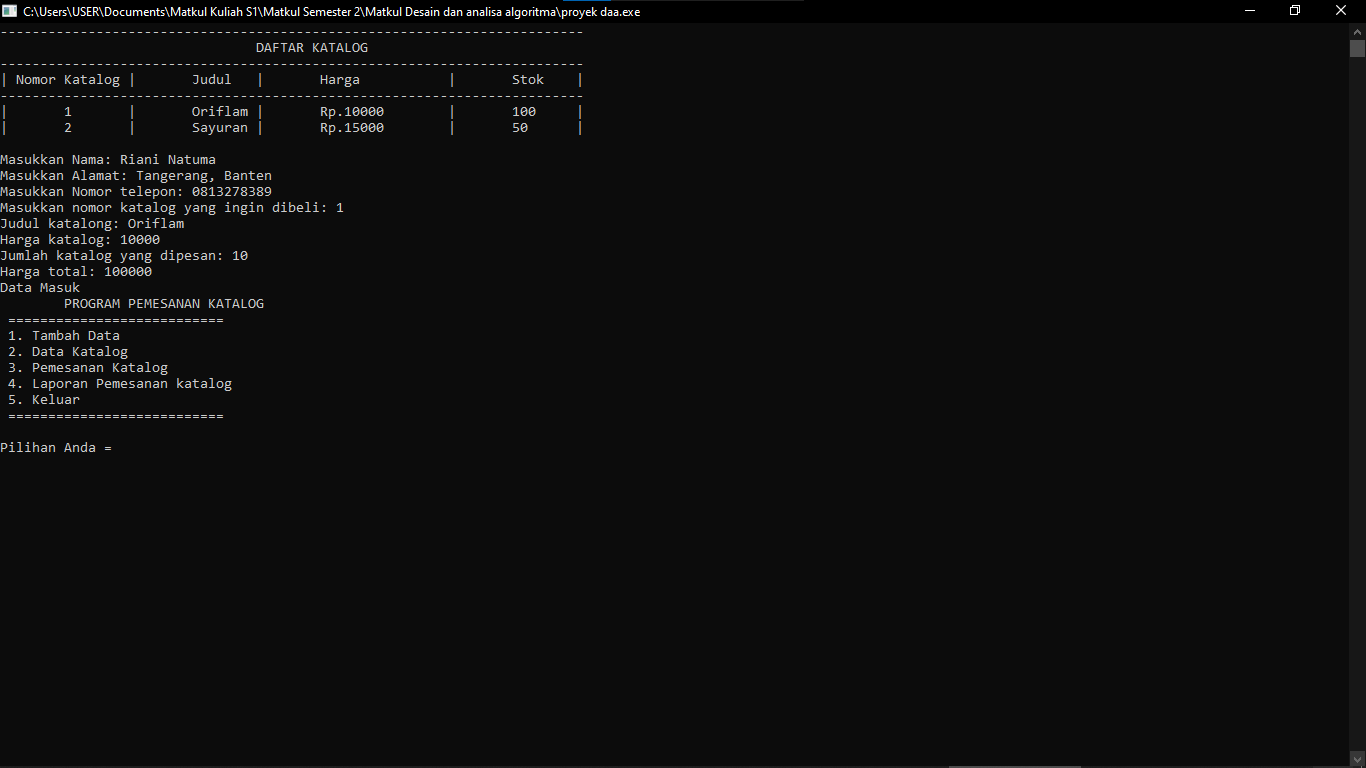 C:\Users\USER\Documents\Matkul Kuliah S1\Matkul Semester 2\Matkul Desain dan analisa algoritma\proyek daa.exe
-------------------------------------------------------------------------
DAFTAR KATALOG
-------------------------------------------------------------------------
| Nomor Katalog | Judul | Harga | Stok |
-------------------------------------------------------------------------
| 1 | Oriflam | Rp.10000 | 100 |
| 2 | Sayuran | Rp.15000 | 50 |
Masukkan Nama: Riani Natuma
Masukkan Alamat: Tangerang, Banten
Masukkan Nomor telepon: 0813278389
Masukkan nomor katalog yang ingin dibeli: 1
Judul katalong: Oriflam
Harga katalog: 10000
Jumlah katalog yang dipesan: 10
Harga total: 100000
Data Masuk
PROGRAM PEMESANAN KATALOG
===========================
1. Tambah Data
2. Data Katalog
3. Pemesanan Katalog
4. Laporan Pemesanan katalog
5. Keluar
===========================
Pilihan Anda =